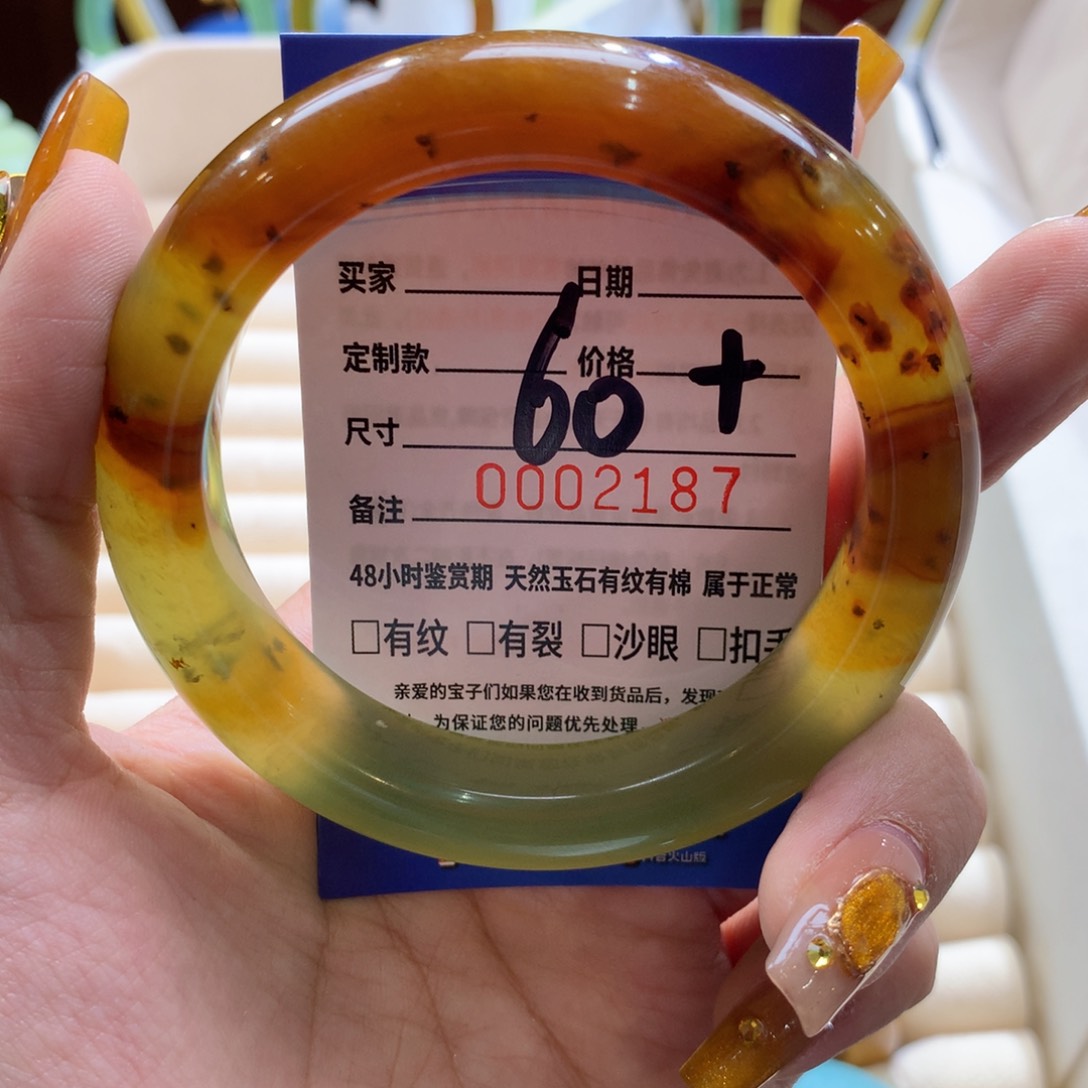 买家 日期
定制款 价格
60+
尺寸
0002187
备注
48小时鉴赏期 天然玉石有纹有棉 属于正常
□有纹 □有裂 □沙眼 □扣
亲爱的宝子们如果您在收到货品后，发现
为保证您的问题优先处理
火山版